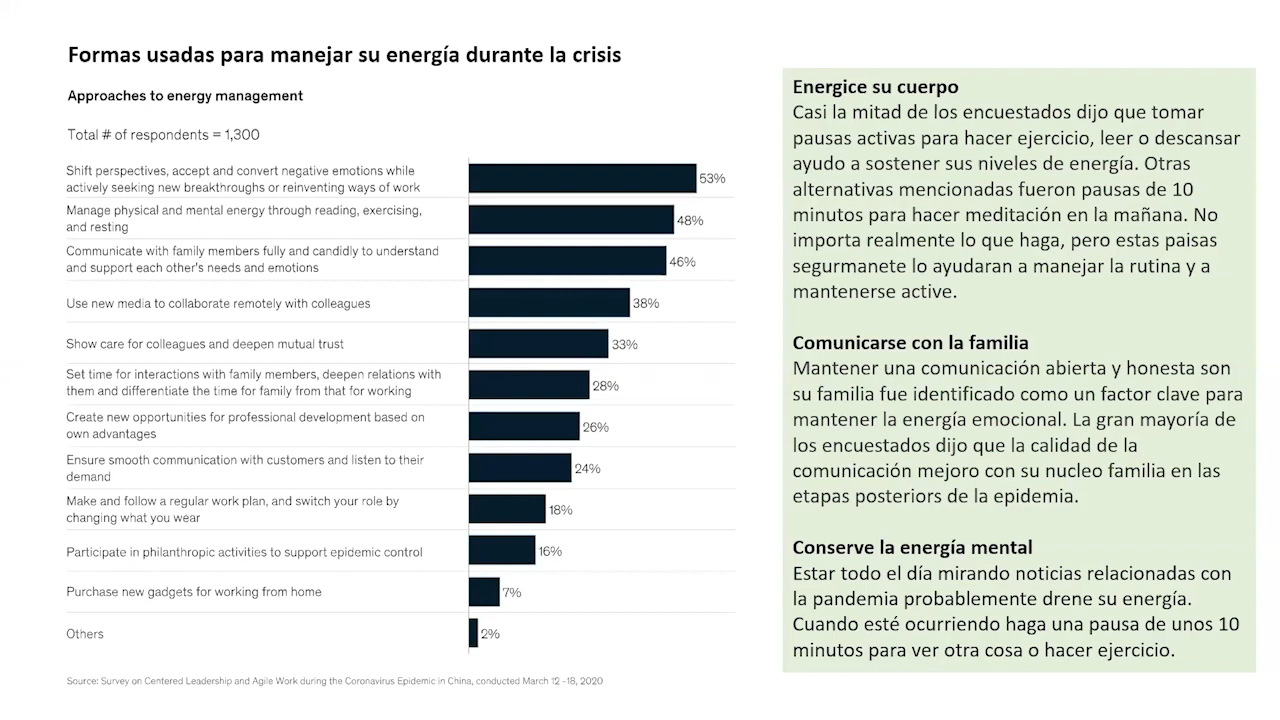 Formas usadas para manejar su energía durante la crisis
Approaches to energy management
Total # of respondents = 1,300
Shift perspectives, accept and convert negative emotions while
actively seeking new breakthroughs or reinventing ways of work
53%
Manage physical and mental energy through reading, exercising,
and resting
48%
Communicate with family members fully and candidly to understand
and support each other's needs and emotions
46%
Use new media to collaborate remotely with colleagues
38%
Show care for colleagues and deepen mutual trust
33%
Set time for interactions with family members, deepen relations with
them and differentiate the time for family from that for working
28%
Create new opportunities for professional development based on
own advantages
26%
Ensure smooth communication with customers and listen to their
demand
24%
Make and follow a regular work plan, and switch your role by
changing what you wear
18%
Participate in philanthropic activities to support epidemic control
16%
Purchase new gadgets for working from home
7%
Others
2%
Source: Survey on Centered Leadership and Agile Work during the Coronavirus Epidemic in China, conducted March 12 -18, 2020
Energice su cuerpo
Casi la mitad de los encuestados dijo que tomar
pausas activas para hacer ejercicio, leer o descansar
ayudo a sostener sus niveles de energía. Otras
alternativas mencionadas fueron pausas de 10
minutos para hacer meditación en la mañana. No
importa realmente lo que haga, pero estas paisas
segurmanete lo ayudaran a manejar la rutina y a
mantenerse active.
Comunicarse con la familia
Mantener una comunicación abierta y honesta son
su familia fue identificado como un factor clave para
mantener la energía emocional. La gran mayoría de
los encuestados dijo que la calidad de la
comunicación mejoro con su nucleo familia en las
etapas posteriors de la epidemia.
Conserve la energía mental
Estar todo el día mirando noticias relacionadas con
la pandemia probablemente drene su energía.
Cuando esté ocurriendo haga una pausa de unos 10
minutos para ver otra cosa o hacer ejercicio.